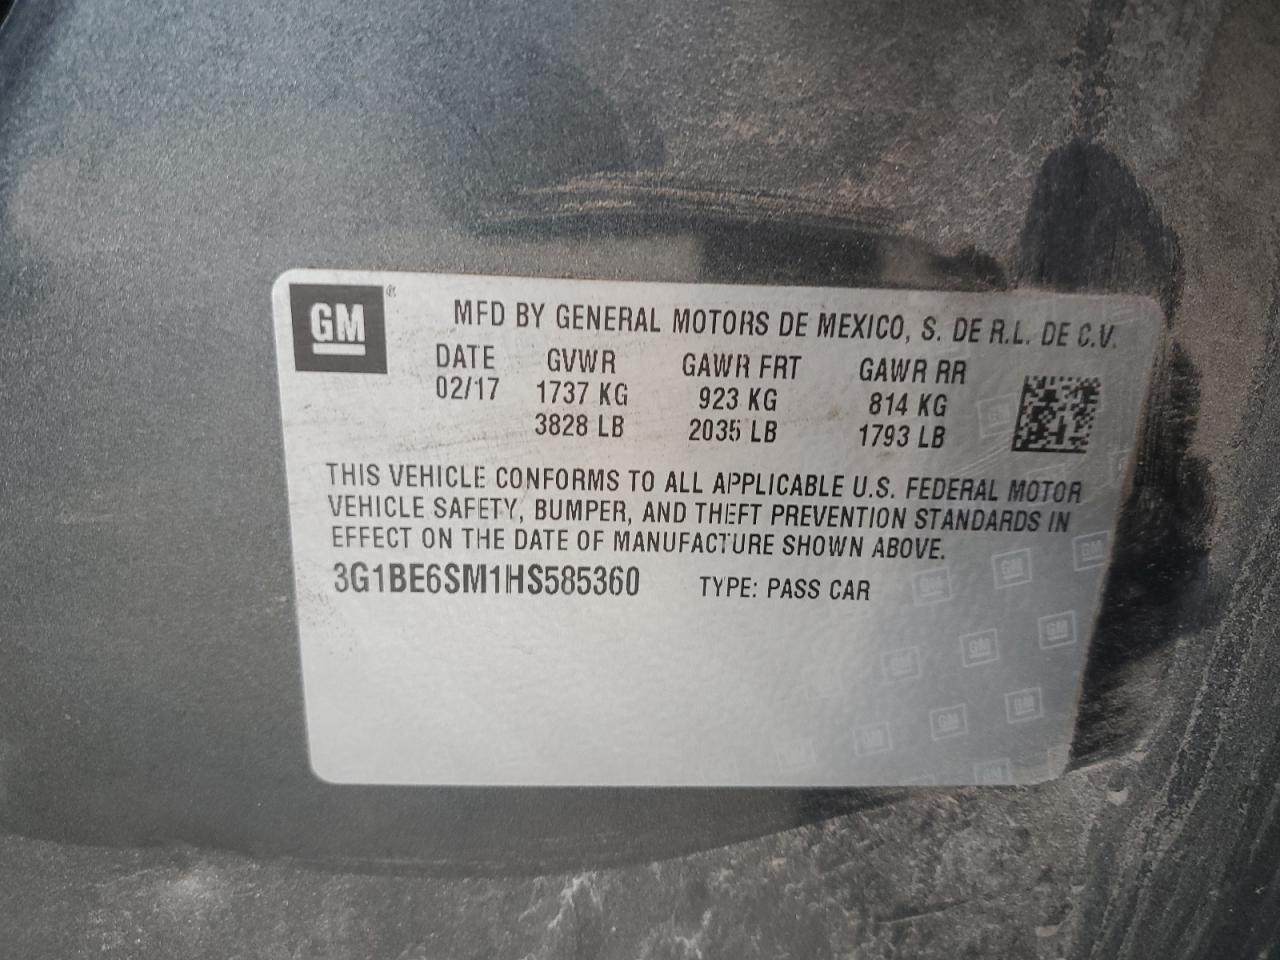 GM®
MFD BY GENERAL MOTORS DE MEXICO, S. DE R.L. DE C.V.
DATE GVWR GAWR FRT GAWR RR
02/17 1737 KG 923 KG 814 KG
3828 LB 2035 LB 1793 LB
THIS VEHICLE CONFORMS TO ALL APPLICABLE U.S. FEDERAL MOTOR
VEHICLE SAFETY, BUMPER, AND THEFT PREVENTION STANDARDS IN
EFFECT ON THE DATE OF MANUFACTURE SHOWN ABOVE.
3G1BE6SM1HS585360 TYPE: PASS CAR